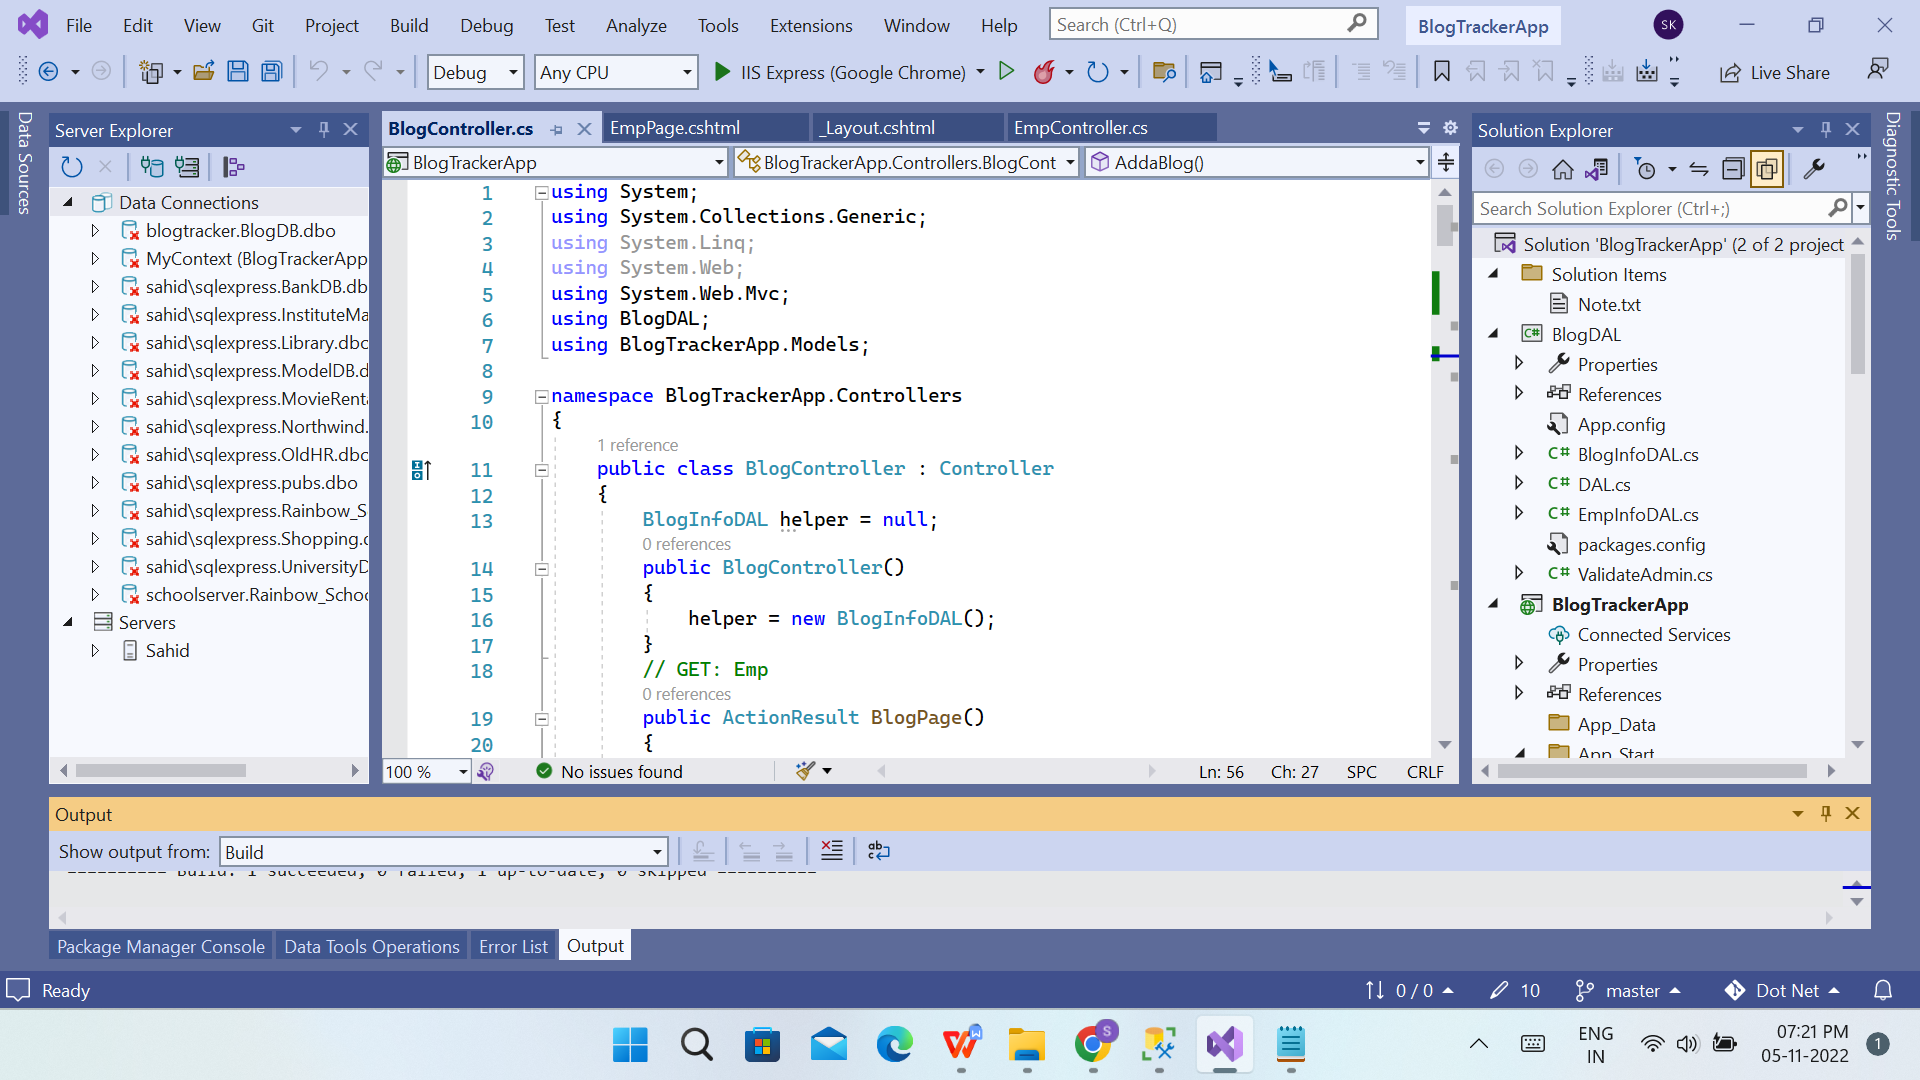 File Edit View Git Project Build Debug Test Analyze Tools Extensions Window Help Search (Ctrl+Q) BlogTrackerApp SK
Debug Any CPU IIS Express (Google Chrome) Live Share
Data Sources
Server Explorer
Data Connections
blogtracker.BlogDB.dbo
MyContext (BlogTrackerApp
sahid\sqlexpress.BankDB.db
sahid\sqlexpress.InstituteMa
sahid\sqlexpress.Library.dbc
sahid\sqlexpress.ModelDB.d
sahid\sqlexpress.MovieRent
sahid\sqlexpress.Northwind.
sahid\sqlexpress.OldHR.dbc
sahid\sqlexpress.pubs.dbo
sahid\sqlexpress.Rainbow_S
sahid\sqlexpress.Shopping.
sahid\sqlexpress.UniversityD
schoolserver.Rainbow_Schoo
Servers
Sahid
BlogController.cs EmpPage.cshtml _Layout.cshtml EmpController.cs
BlogTrackerApp BlogTrackerApp.Controllers.BlogCont AddaBlog()
1 using System;
2 using System.Collections.Generic;
3 using System.Linq;
4 using System.Web;
5 using System.Web.Mvc;
6 using BlogDAL;
7 using BlogTrackerApp.Models;
8
9 namespace BlogTrackerApp.Controllers
10 {
1 reference
11 public class BlogController : Controller
12 {
13 BlogInfoDAL helper = null;
0 references
14 public BlogController()
15 {
16 helper = new BlogInfoDAL();
17 }
18 // GET: Emp
0 references
19 public ActionResult BlogPage()
20 {
100 % No issues found Ln: 56 Ch: 27 SPC CRLF
Solution Explorer
Search Solution Explorer (Ctrl+;)
Solution 'BlogTrackerApp' (2 of 2 project
Solution Items
Note.txt
BlogDAL
Properties
References
App.config
BlogInfoDAL.cs
DAL.cs
EmpInfoDAL.cs
packages.config
ValidateAdmin.cs
BlogTrackerApp
Connected Services
Properties
References
App_Data
App_Start
Diagnostic Tools
Output
Show output from: Build
========== Build: 1 succeeded, 0 failed, 1 up-to-date, 0 skipped ==========
Package Manager Console Data Tools Operations Error List Output
Ready 0 / 0 10 master Dot Net
S W
ENG
IN
07:21 PM
05-11-2022
1